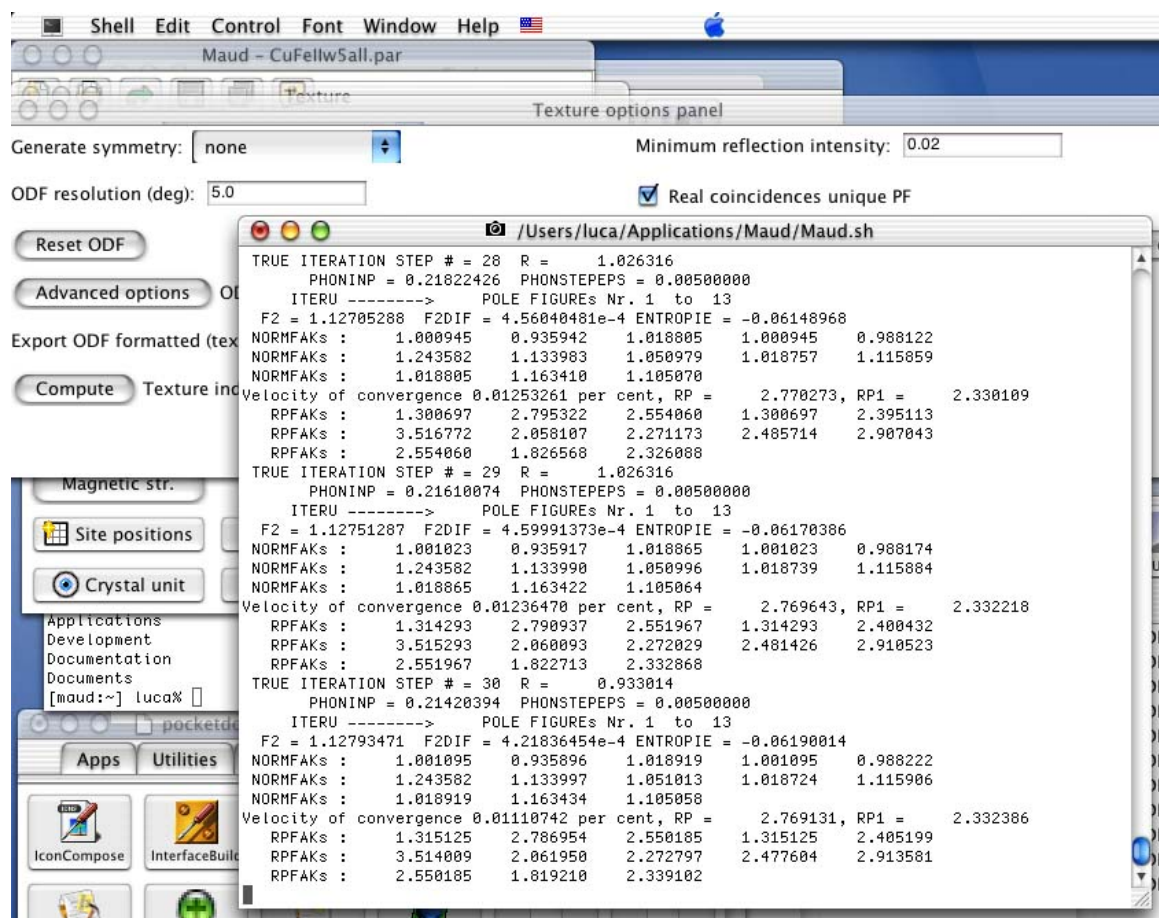 Shell Edit Control Font Window Help
Maud – CuFeIIw5all.par
Texture
Texture options panel
Generate symmetry: none
Minimum reflection intensity: 0.02
ODF resolution (deg): 5.0
Real coincidences unique PF
Reset ODF
Advanced options
Export ODF formatted
Compute Texture
/Users/luca/Applications/Maud/Maud.sh
TRUE ITERATION STEP # = 28 R = 1.026316
PHONINP = 0.21822426 PHONSTEPEPS = 0.00500000
ITERU --------> POLE FIGUREs Nr. 1 to 13
F2 = 1.12705288 F2DIF = 4.56040481e-4 ENTROPIE = -0.06148968
NORMFAKs : 1.000945 0.935942 1.018805 1.000945 0.988122
NORMFAKs : 1.243582 1.133983 1.050979 1.018757 1.115859
NORMFAKs : 1.018805 1.163410 1.105070
Velocity of convergence 0.01253261 per cent, RP = 2.770273, RP1 = 2.330109
RPFAKs : 1.300697 2.795322 2.554060 1.300697 2.395113
RPFAKs : 3.516772 2.058107 2.271173 2.485714 2.907043
RPFAKs : 2.554060 1.826568 2.326088
TRUE ITERATION STEP # = 29 R = 1.026316
PHONINP = 0.21610074 PHONSTEPEPS = 0.00500000
ITERU --------> POLE FIGUREs Nr. 1 to 13
F2 = 1.12751287 F2DIF = 4.59991373e-4 ENTROPIE = -0.06170386
NORMFAKs : 1.001023 0.935917 1.018865 1.001023 0.988174
NORMFAKs : 1.243582 1.133990 1.050996 1.018739 1.115884
NORMFAKs : 1.018865 1.163422 1.105064
Velocity of convergence 0.01236470 per cent, RP = 2.769643, RP1 = 2.332218
RPFAKs : 1.314293 2.790937 2.551967 1.314293 2.400432
RPFAKs : 3.515293 2.060093 2.272029 2.481426 2.910523
RPFAKs : 2.551967 1.822713 2.332868
TRUE ITERATION STEP # = 30 R = 0.933014
PHONINP = 0.21420394 PHONSTEPEPS = 0.00500000
ITERU --------> POLE FIGUREs Nr. 1 to 13
F2 = 1.12793471 F2DIF = 4.21836454e-4 ENTROPIE = -0.06190014
NORMFAKs : 1.001095 0.935896 1.018919 1.001095 0.988222
NORMFAKs : 1.243582 1.133997 1.051013 1.018724 1.115906
NORMFAKs : 1.018919 1.163434 1.105058
Velocity of convergence 0.01110742 per cent, RP = 2.769131, RP1 = 2.332386
RPFAKs : 1.315125 2.786954 2.550185 1.315125 2.405199
RPFAKs : 3.514009 2.061950 2.272797 2.477604 2.913581
RPFAKs : 2.550185 1.819210 2.339102
Magnetic str.
Site positions
Crystal unit
Applications
Development
Documentation
Documents
[maud:~] luca%
Apps Utilities
IconCompose InterfaceBuild